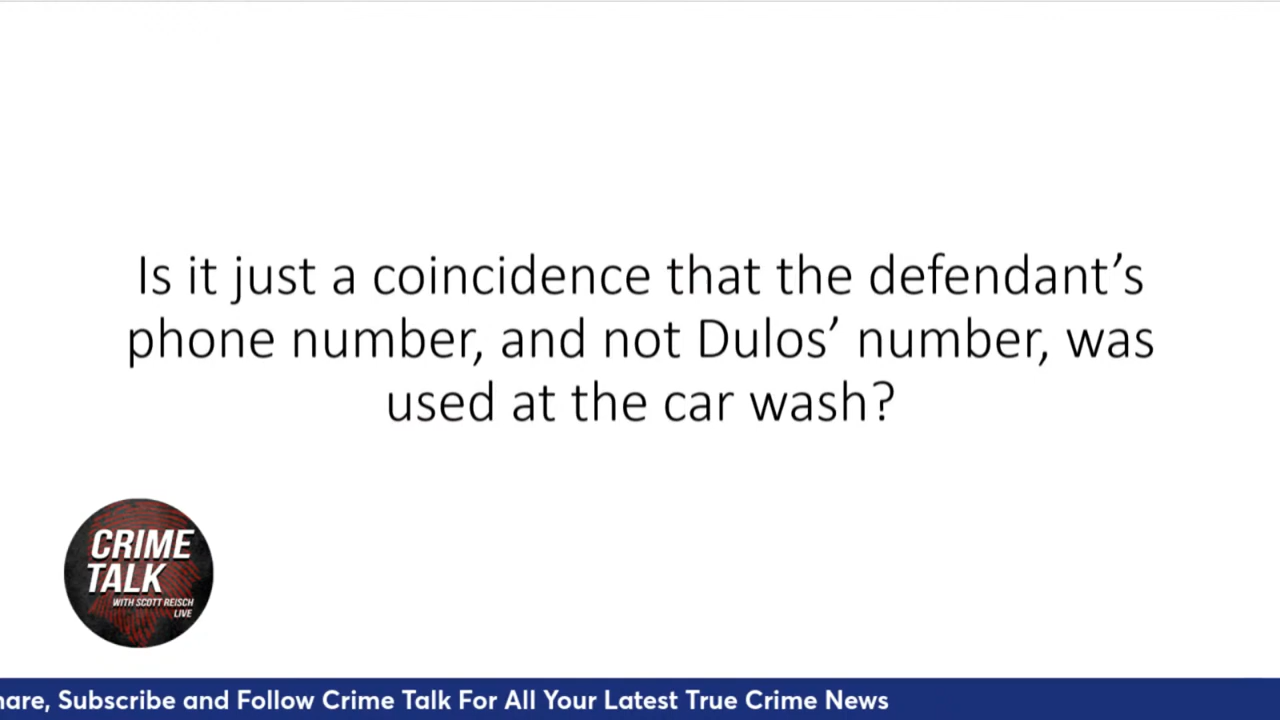 Is it just a coincidence that the defendant’s
phone number, and not Dulos’ number, was
used at the car wash?
CRIME
TALK
WITH SCOTT REISCH
LIVE
Subscribe and Follow Crime Talk For All Your Latest True Crime News